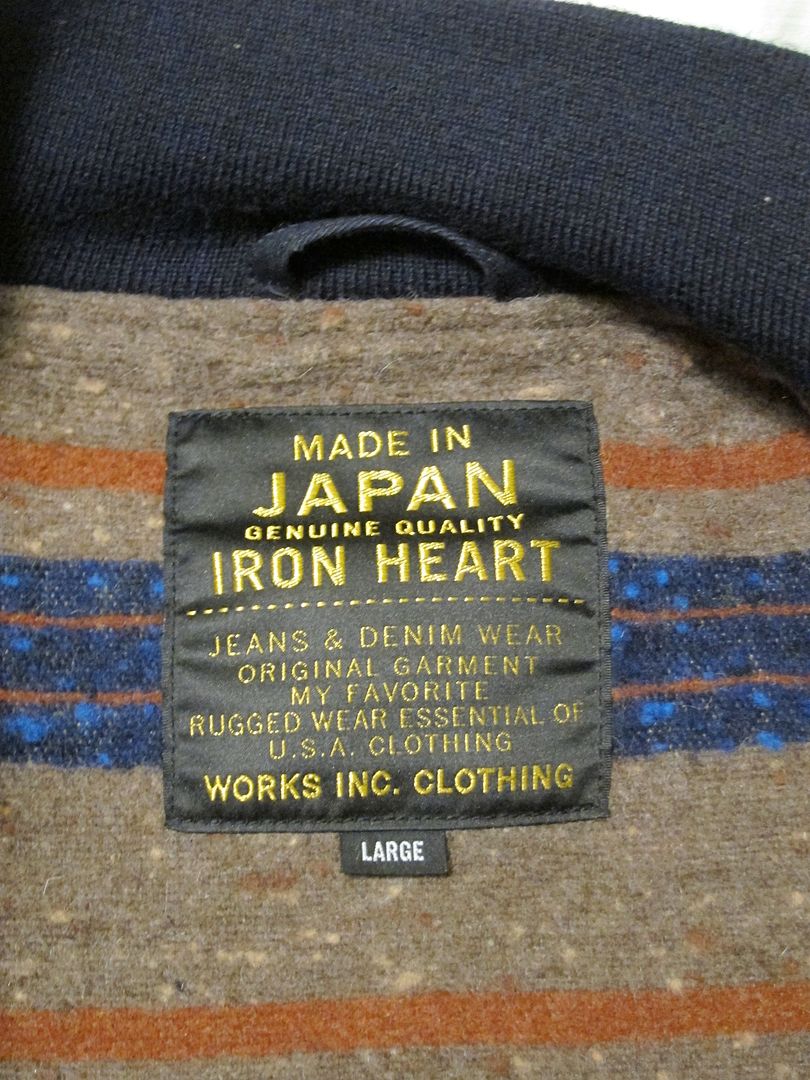 MADE IN
JAPAN
GENUINE QUALITY
IRON HEART
JEANS & DENIM WEAR
ORIGINAL GARMENT
MY FAVORITE
RUGGED WEAR ESSENTIAL OF
U.S.A. CLOTHING
WORKS INC. CLOTHING
LARGE